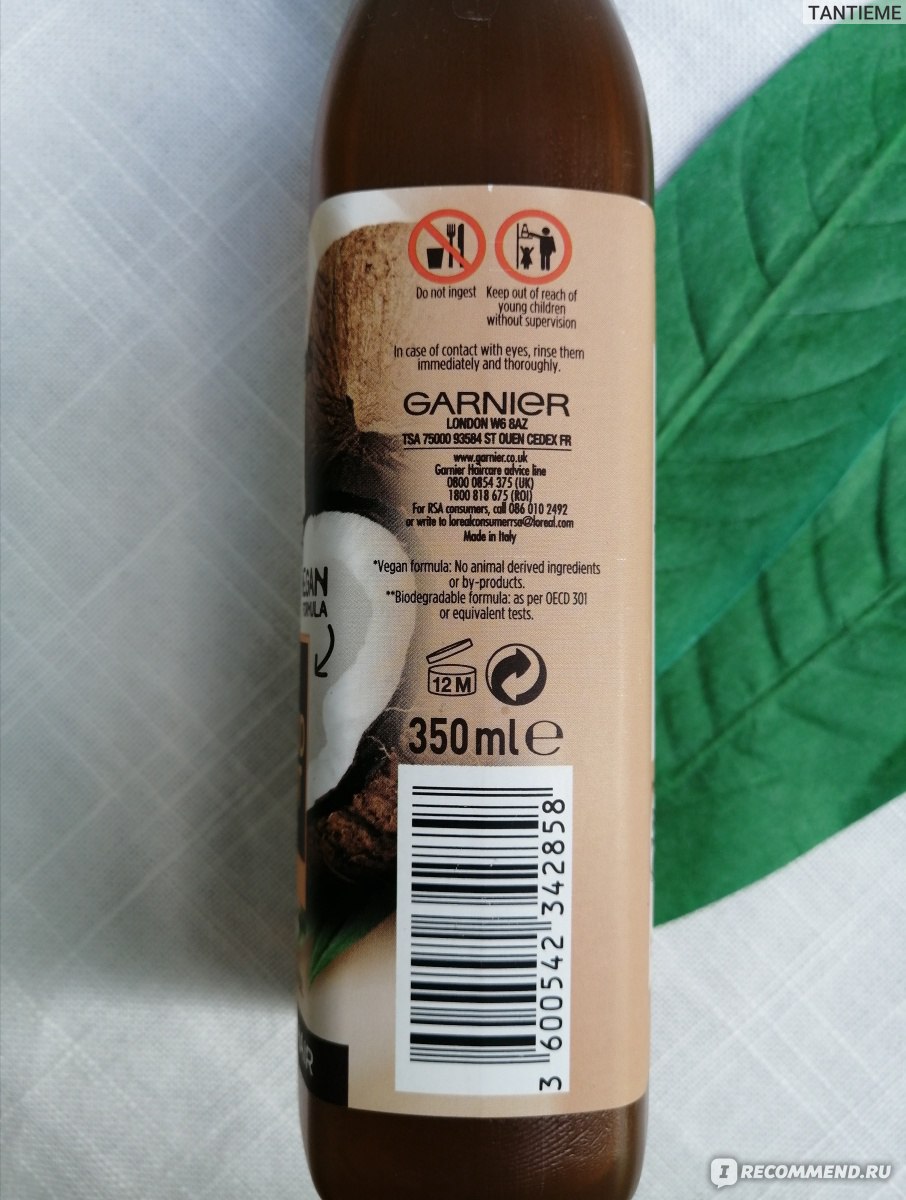 TANTIEME
Do not ingest
Keep out of reach of
young children
without supervision
In case of contact with eyes, rinse them
immediately and thoroughly.
GARNIER
LONDON W6 8AZ
TSA 75000 93584 ST OUEN CEDEX FR
www.garnier.co.uk
Garnier Haircare advice line
0800 0854 375 (UK)
1800 818 675 (ROI)
For RSA consumers, call 086 010 2492
or write to lorealconsumerrsa@loreal.com
Made in Italy
*Vegan formula: No animal derived ingredients
or by-products.
**Biodegradable formula: as per OECD 301
or equivalent tests.
12 M
350 ml e
3 600542 342858
I RECOMMEND.RU